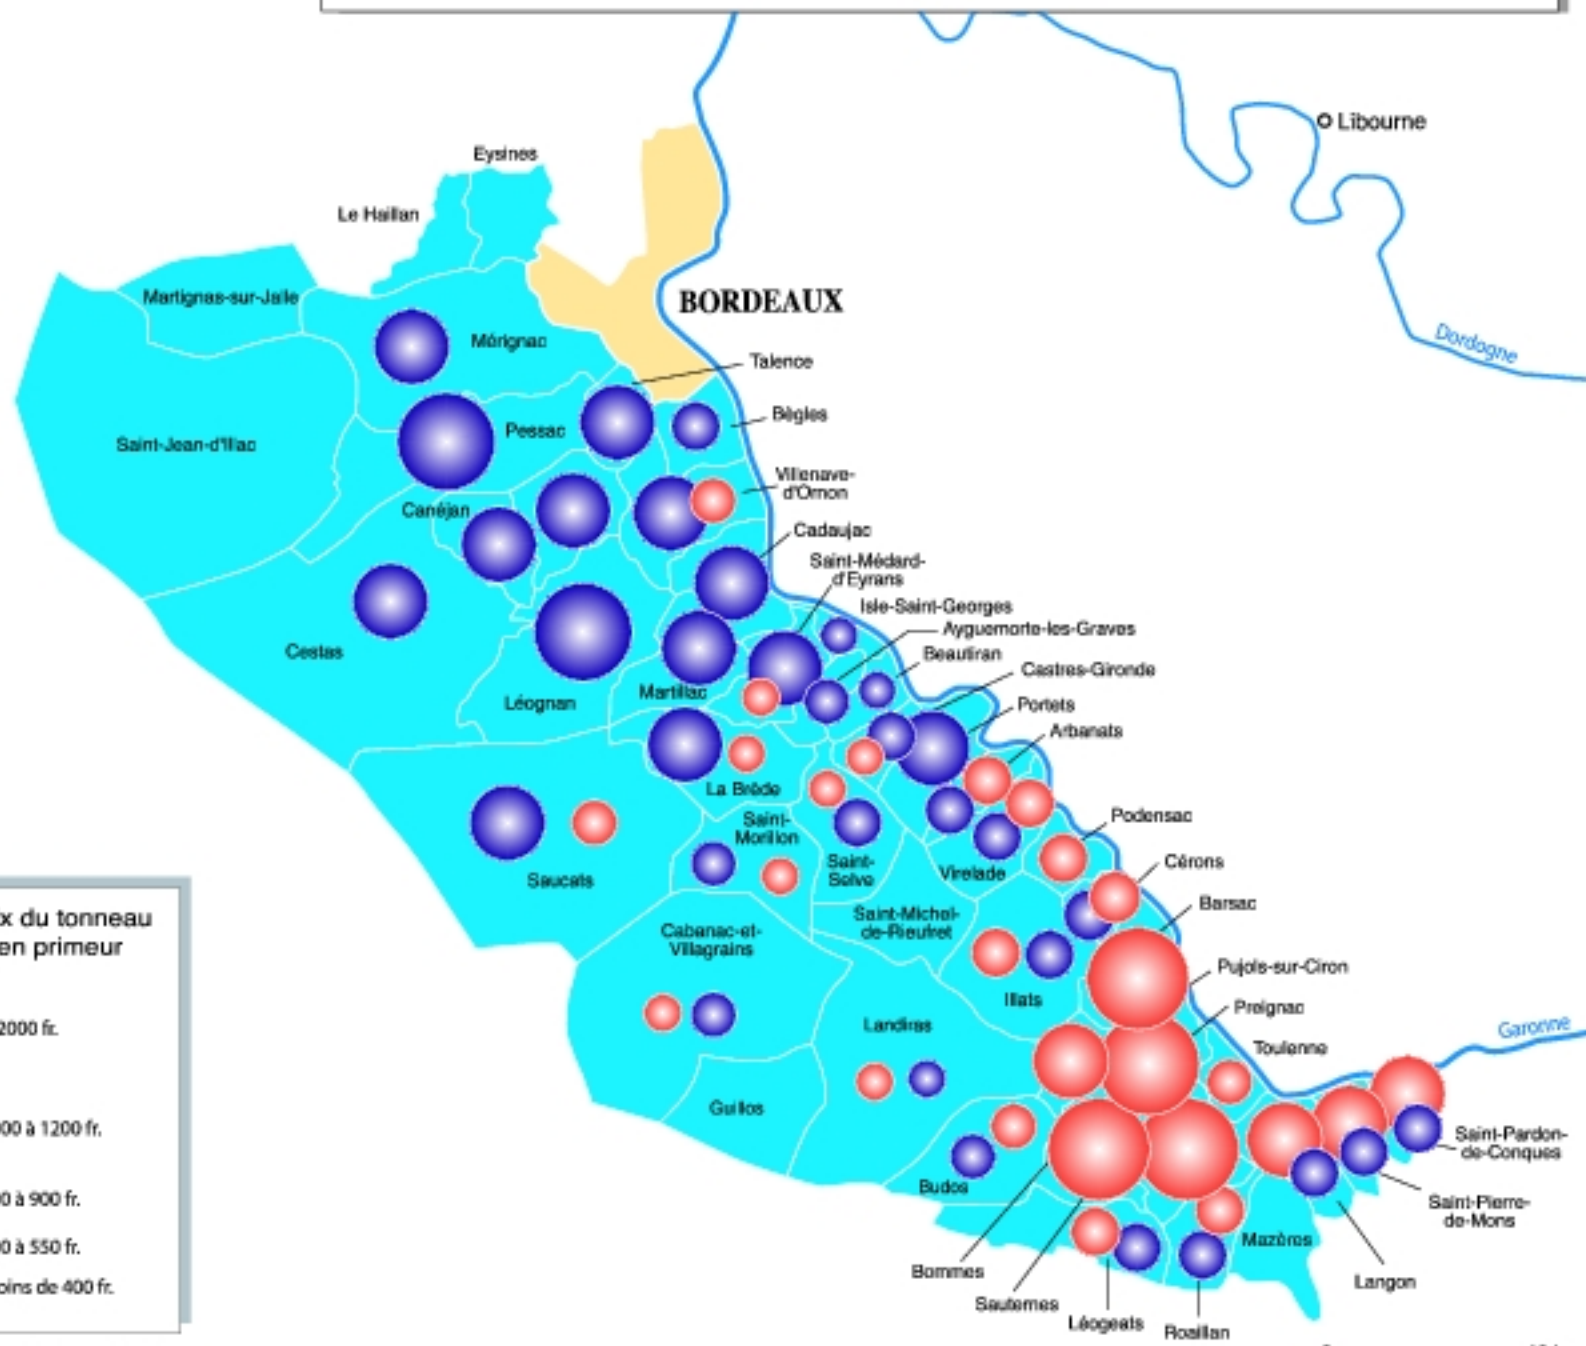 Libourne
Eysines
Le Haillan
Martignas-sur-Jalle
BORDEAUX
Mérignac
Dordogne
Talence
Bègles
Saint-Jean-d'Illac
Pessac
Villenave-
d'Ornon
Canéjan
Cadaujac
Saint-Médard-
d'Eyrans
Isle-Saint-Georges
Ayguemorte-les-Graves
Beautiran
Cestas
Castres-Gironde
Léognan
Martillac
Portets
Arbanats
La Brède
Podensac
Saint-
Morillon
Cérons
Saucats
Saint-
Selve
Virelade
Barsac
x du tonneau
en primeur
Cabanac-et-
Villagrains
Saint-Michel-
de-Rieufret
Pujols-sur-Ciron
Illats
Preignac
2000 fr.
Landiras
Garonne
Toulenne
Guillos
00 à 1200 fr.
Saint-Pardon-
de-Conques
Budos
0 à 900 fr.
Saint-Pierre-
de-Mons
Mazères
0 à 550 fr.
Bommes
Langon
oins de 400 fr.
Sauternes
Léogeats
Roaillan